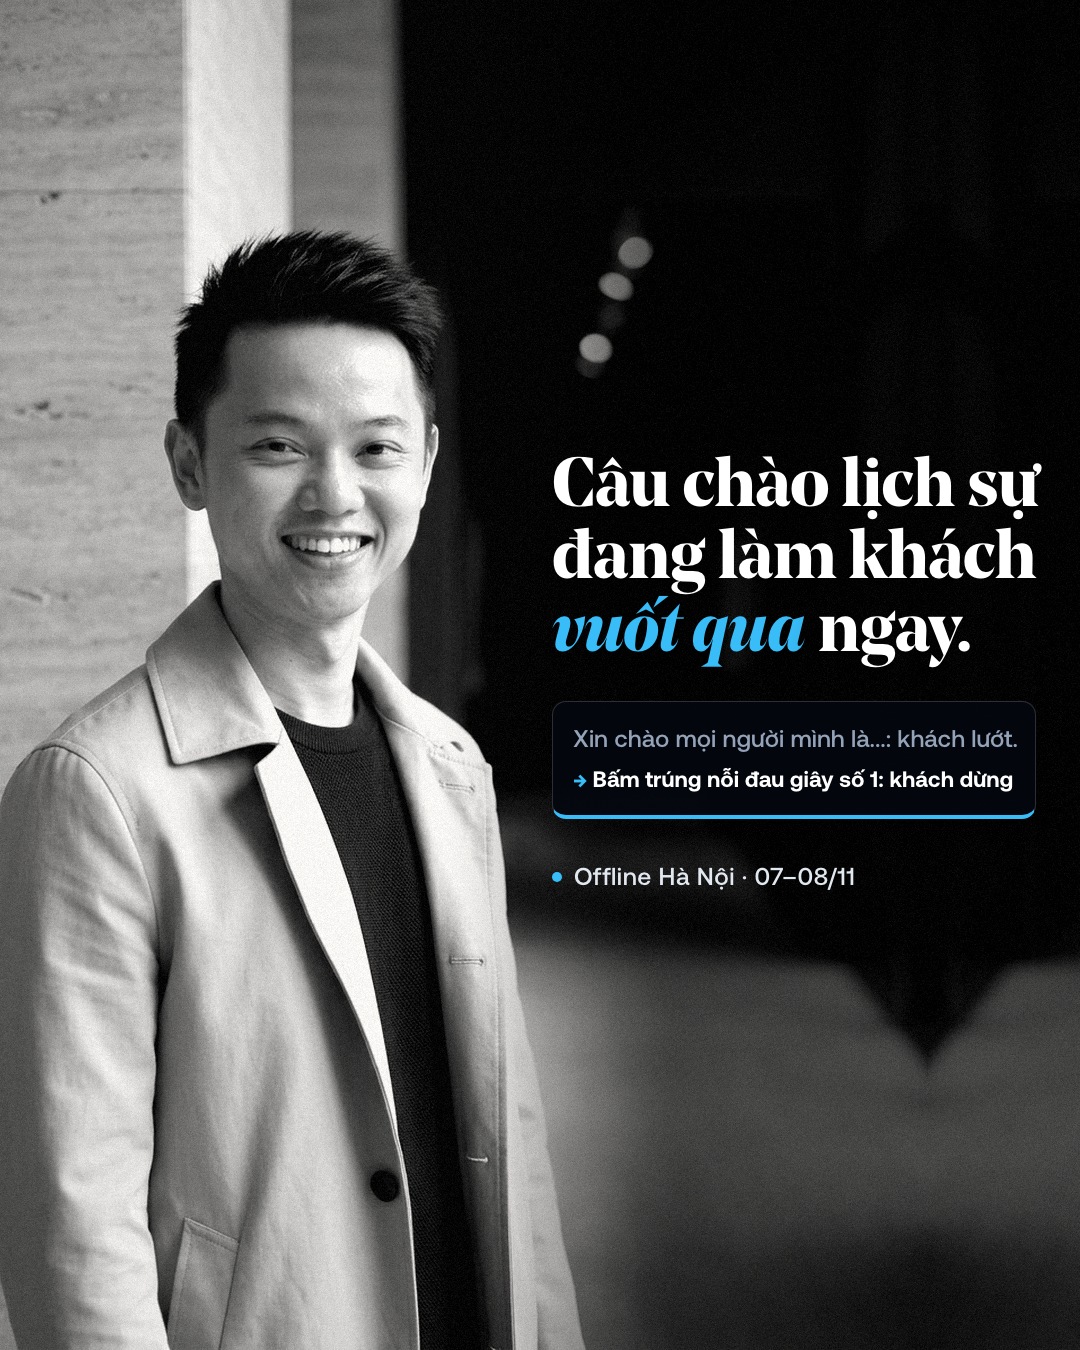 Câu chào lịch sự
đang làm khách
vuốt qua ngay.
Xin chào mọi người mình là...: khách lướt.
→ Bấm trúng nỗi đau giây số 1: khách dừng
• Offline Hà Nội · 07–08/11